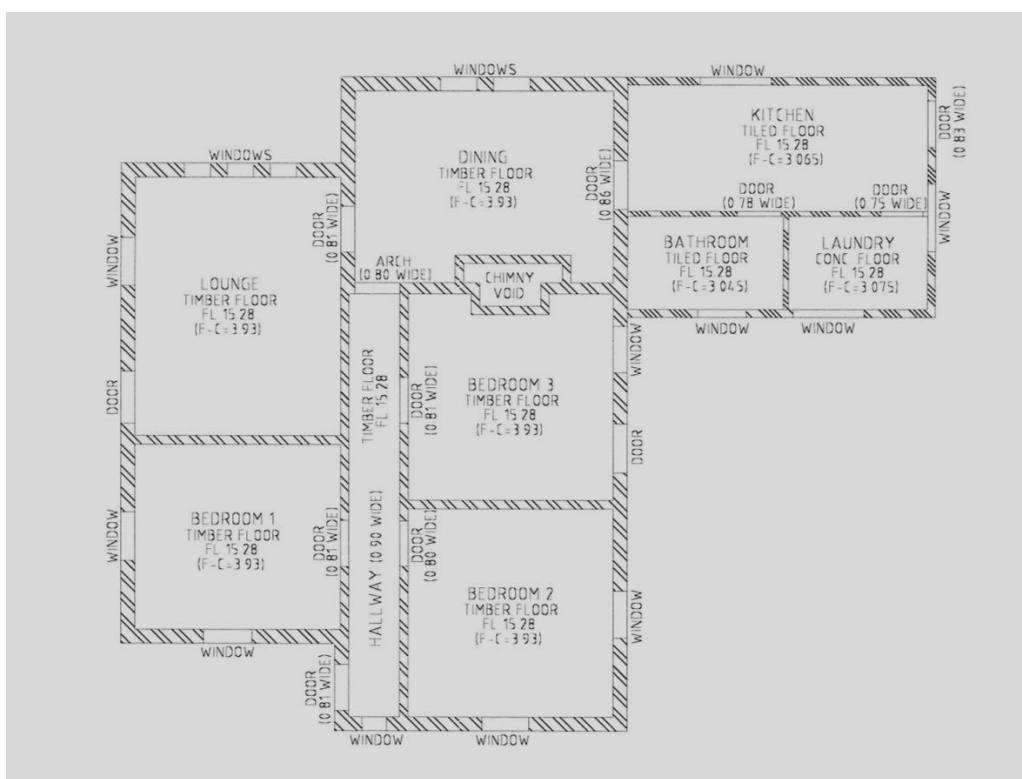 WINDOWS
WINDOW
KITCHEN
TILED FLOOR
FL 15.28
(F-C=3.065)
DOOR
(0.83 WIDE)
DINING
TIMBER FLOOR
FL 15.28
(F-C=3.93)
DOOR
(0.86 WIDE)
DOOR
(0.78 WIDE)
DOOR
(0.75 WIDE)
WINDOW
WINDOWS
WINDOW
DOOR
(0.81 WIDE)
ARCH
(0.80 WIDE)
CHIMNY
VOID
BATHROOM
TILED FLOOR
FL 15.28
(F-C=3.045)
LAUNDRY
CONC FLOOR
FL 15.28
(F-C=3.075)
LOUNGE
TIMBER FLOOR
FL 15.28
(F-C=3.93)
WINDOW
WINDOW
WINDOW
DOOR
TIMBER FLOOR
FL 15.28
DOOR
(0.81 WIDE)
BEDROOM 3
TIMBER FLOOR
FL 15.28
(F-C=3.93)
DOOR
WINDOW
BEDROOM 1
TIMBER FLOOR
FL 15.28
(F-C=3.93)
DOOR
(0.81 WIDE)
HALLWAY (0.90 WIDE)
DOOR
(0.80 WIDE)
BEDROOM 2
TIMBER FLOOR
FL 15.28
(F-C=3.93)
WINDOW
WINDOW
DOOR
(0.81 WIDE)
WINDOW
WINDOW